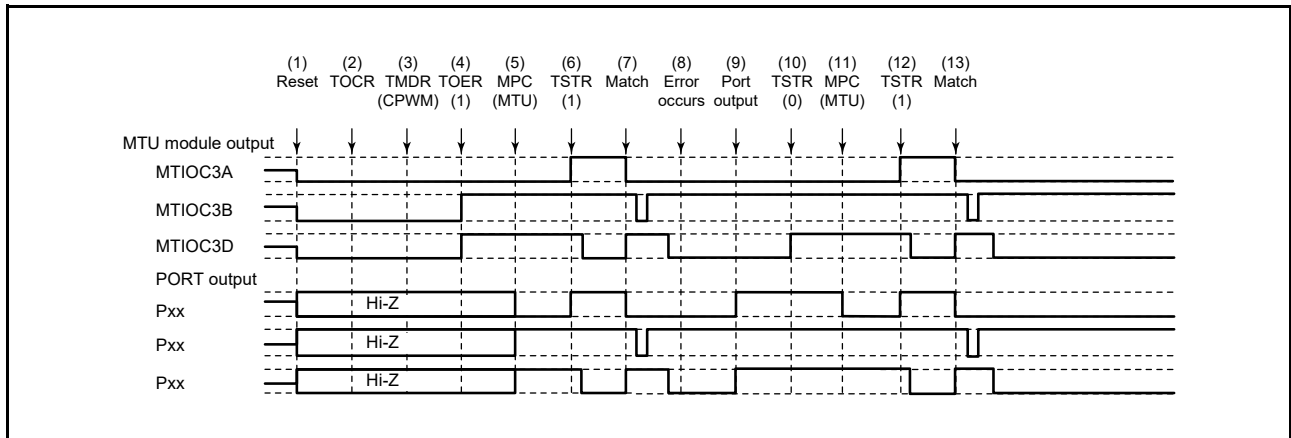 (1) (2) (3) (4) (5) (6) (7) (8) (9) (10) (11) (12) (13)
Reset TOCR TMDR TOER MPC TSTR Match Error Port TSTR MPC TSTR Match
(CPWM) (1) (MTU) (1) occurs output (0) (MTU) (1)
MTU module output
MTIOC3A
MTIOC3B
MTIOC3D
PORT output
Pxx Hi-Z
Pxx Hi-Z
Pxx Hi-Z